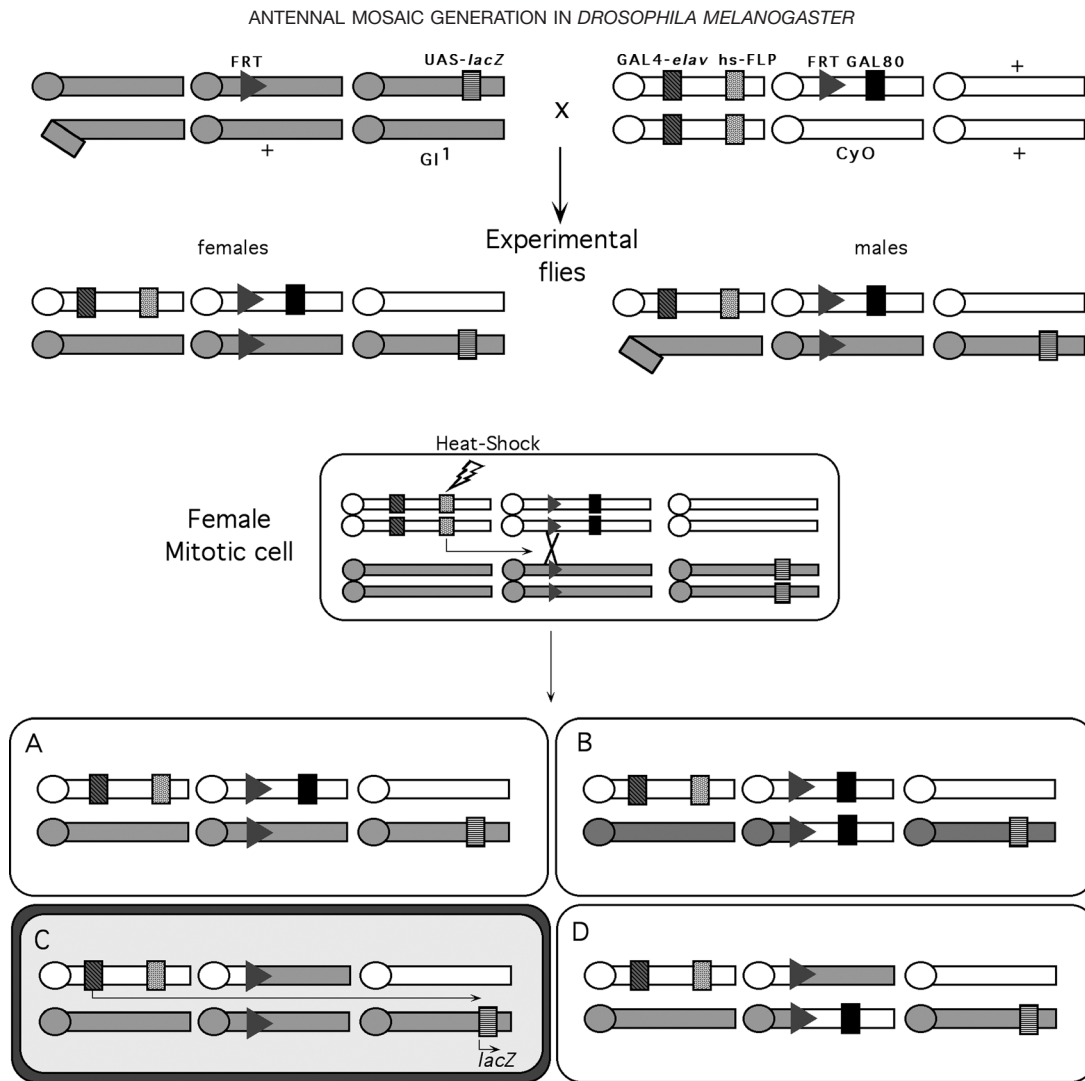 ANTENNAL MOSAIC GENERATION IN DROSOPHILA MELANOGASTER
FRT
UAS-lacZ
GAL4-elav hs-FLP
FRT GAL80
+
x
+
Gl¹
CyO
+
Experimental
flies
females
males
Heat-Shock
Female
Mitotic cell
A
B
C
lacZ
D